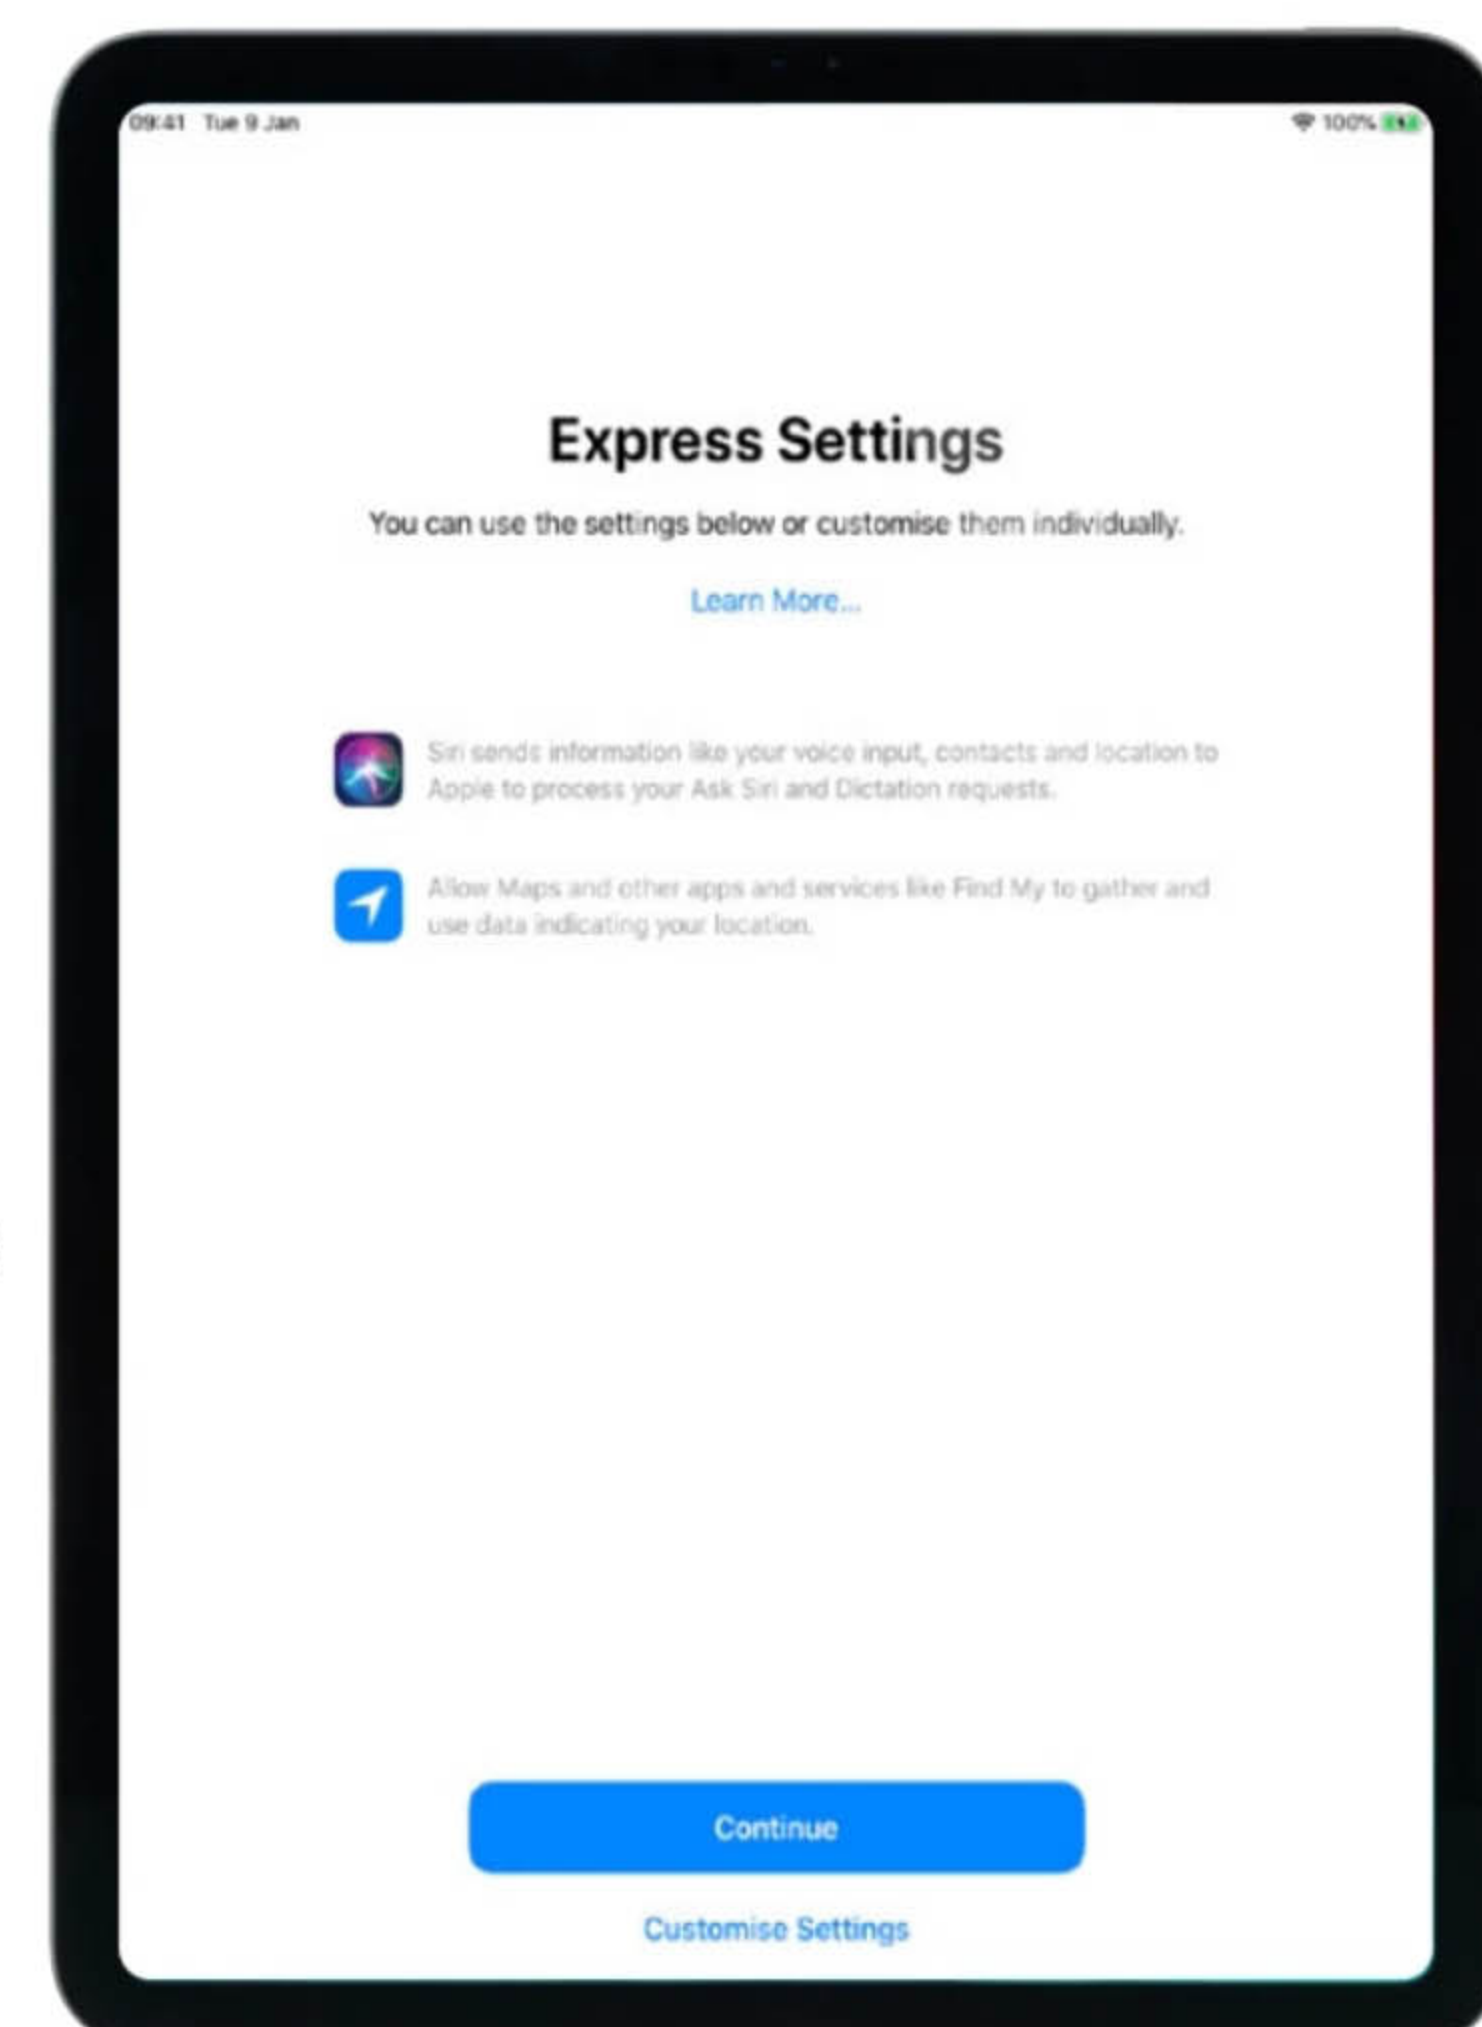 09:41 Tue 9 Jan
100%
Express Settings
You can use the settings below or customise them individually.
Learn More...
Siri sends information like your voice input, contacts and location to
Apple to process your Ask Siri and Dictation requests.
Allow Maps and other apps and services like Find My to gather and
use data indicating your location.
Continue
Customise Settings